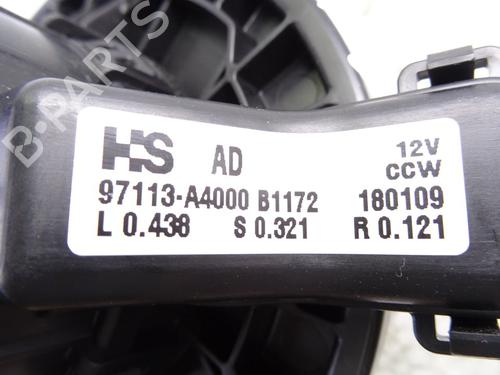 B-PARTS
HS AD 12V
CCW
97113-A4000 B1172 180109
L 0.438 S 0.321 R 0.121